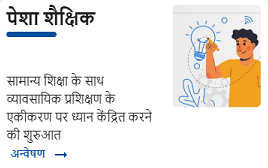 पेशा शैक्षिक
सामान्य शिक्षा के साथ
व्यावसायिक प्रशिक्षण के
एकीकरण पर ध्यान केंद्रित करने
की शुरुआत
अन्वेषण →